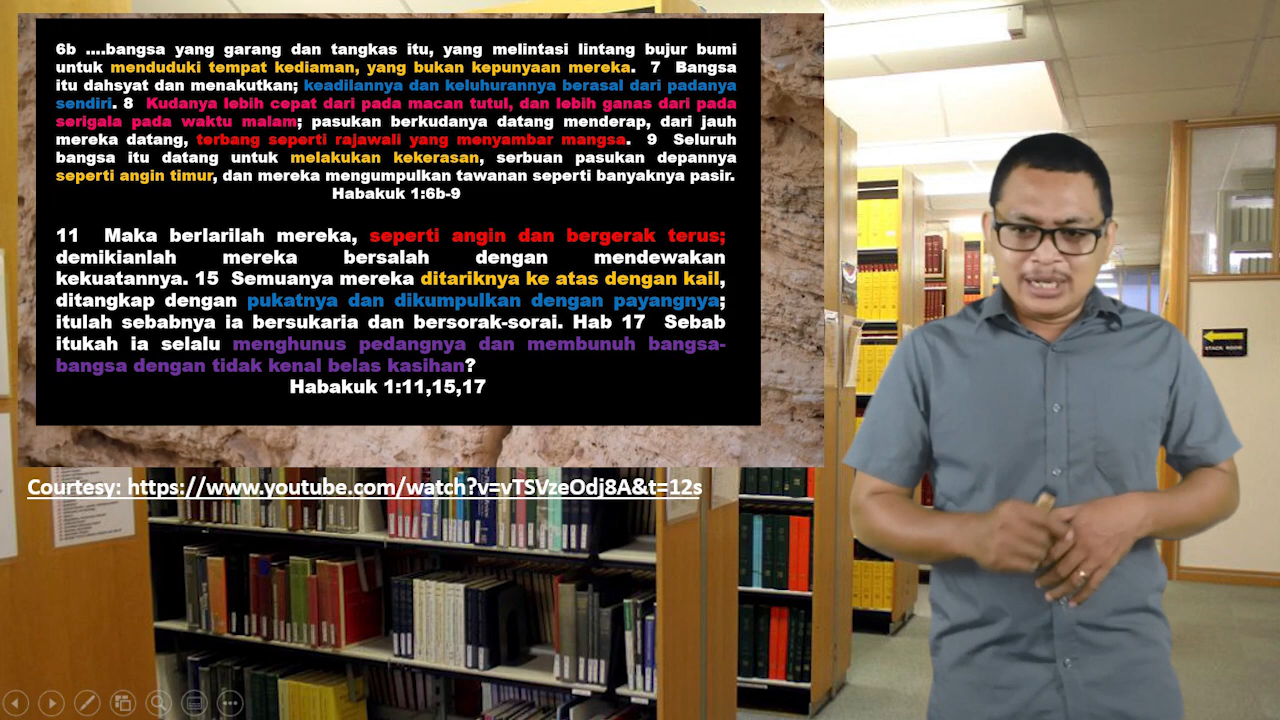 6b ....bangsa yang garang dan tangkas itu, yang melintasi lintang bujur bumi
untuk menduduki tempat kediaman, yang bukan kepunyaan mereka. 7 Bangsa
itu dahsyat dan menakutkan; keadilannya dan keluhurannya berasal dari padanya
sendiri. 8 Kudanya lebih cepat dari pada macan tutul, dan lebih ganas dari pada
serigala pada waktu malam; pasukan berkudanya datang menderap, dari jauh
mereka datang, terbang seperti rajawali yang menyambar mangsa. 9 Seluruh
bangsa itu datang untuk melakukan kekerasan, serbuan pasukan depannya
seperti angin timur, dan mereka mengumpulkan tawanan seperti banyaknya pasir.
Habakuk 1:6b-9
11 Maka berlarilah mereka, seperti angin dan bergerak terus;
demikianlah mereka bersalah dengan mendewakan
kekuatannya. 15 Semuanya mereka ditariknya ke atas dengan kail,
ditangkap dengan pukatnya dan dikumpulkan dengan payangnya;
itulah sebabnya ia bersukaria dan bersorak-sorai. Hab 17 Sebab
itukah ia selalu menghunus pedangnya dan membunuh bangsa-
bangsa dengan tidak kenal belas kasihan?
Habakuk 1:11,15,17
Courtesy: https://www.youtube.com/watch?v=vTSVzeOdj8A&t=12s
STACK ROOM